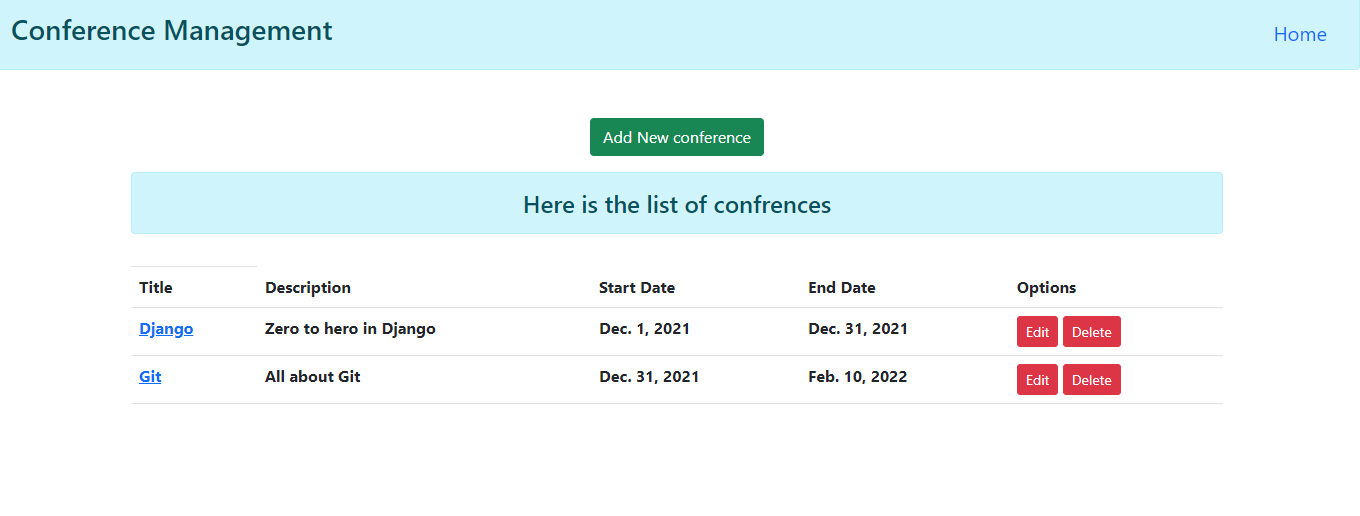 Conference Management
Home
Add New conference
Here is the list of confrences
Title Description Start Date End Date Options
Django Zero to hero in Django Dec. 1, 2021 Dec. 31, 2021 Edit Delete
Git All about Git Dec. 31, 2021 Feb. 10, 2022 Edit Delete